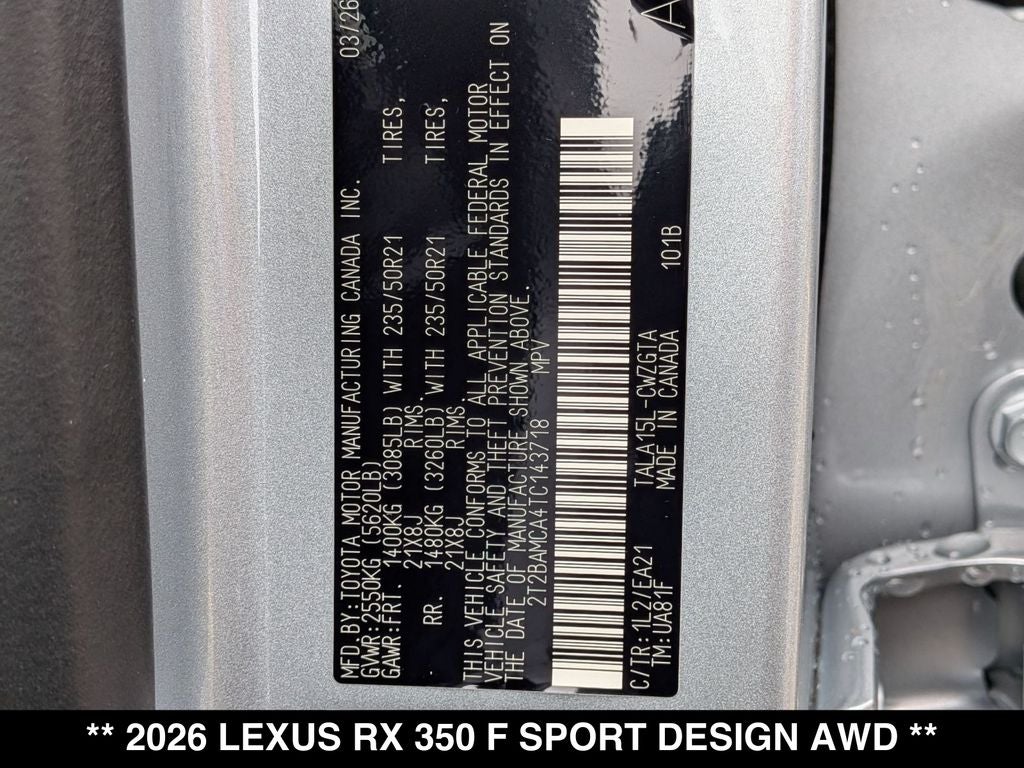 MFD.BY:TOYOTA MOTOR MANUFACTURING CANADA INC. 03/26
GVWR:2550KG (5620LB)
GAWR:FRT. 1400KG (3085LB) WITH 235/50R21 TIRES,
21X8J RIMS.
RR. 1480KG (3260LB) WITH 235/50R21 TIRES,
21X8J RIMS
THIS VEHICLE CONFORMS TO ALL APPLICABLE FEDERAL MOTOR
VEHICLE SAFETY AND THEFT PREVENTION STANDARDS IN EFFECT ON
THE DATE OF MANUFACTURE SHOWN ABOVE.
2T2BAMCA4TC143718 MPV
C/TR:1L2/EA21 TALA15L-CWZGTA 101B
TM:UA81F MADE IN CANADA
** 2026 LEXUS RX 350 F SPORT DESIGN AWD **